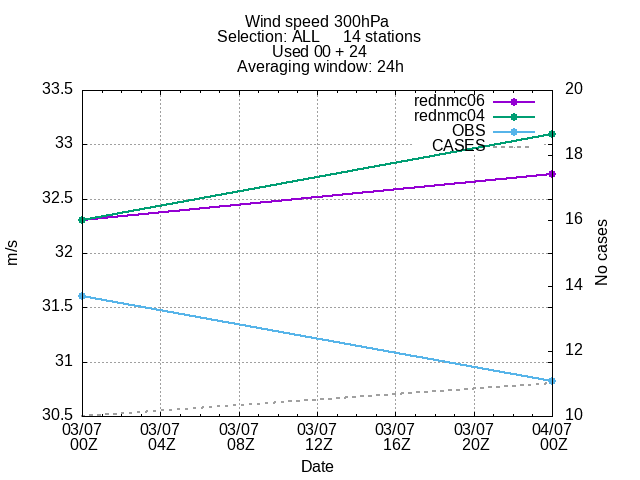 Wind speed 300hPa
Selection: ALL 14 stations
Used 00 + 24
Averaging window: 24h
33.5
33
32.5
32
31.5
31
30.5
m/s
20
18
16
14
12
10
No cases
rednmc06
rednmc04
OBS
CASES
03/07 03/07 03/07 03/07 03/07 03/07 04/07
00Z 04Z 08Z 12Z 16Z 20Z 00Z
Date